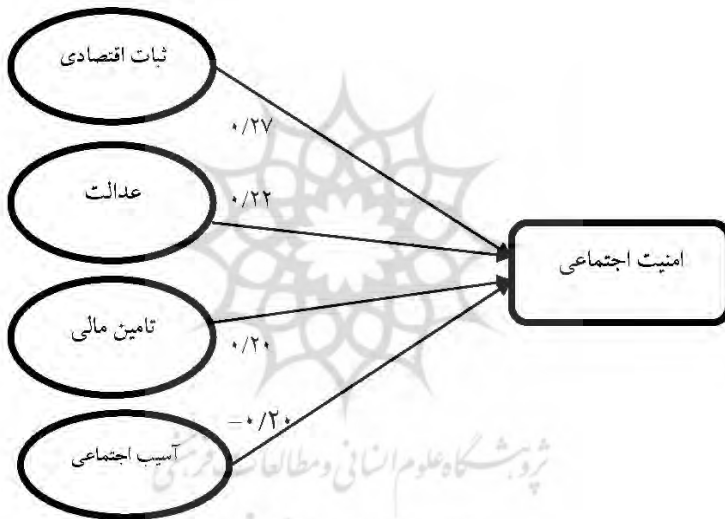 ثبات اقتصادی
۰/۲۷
عدالت
۰/۲۲
امنیت اجتماعی
تامین مالی
۰/۲۰
-۰/۲۰
آسیب اجتماعی
پژوهشگاه علوم انسانی و مطالعات فرهنگی